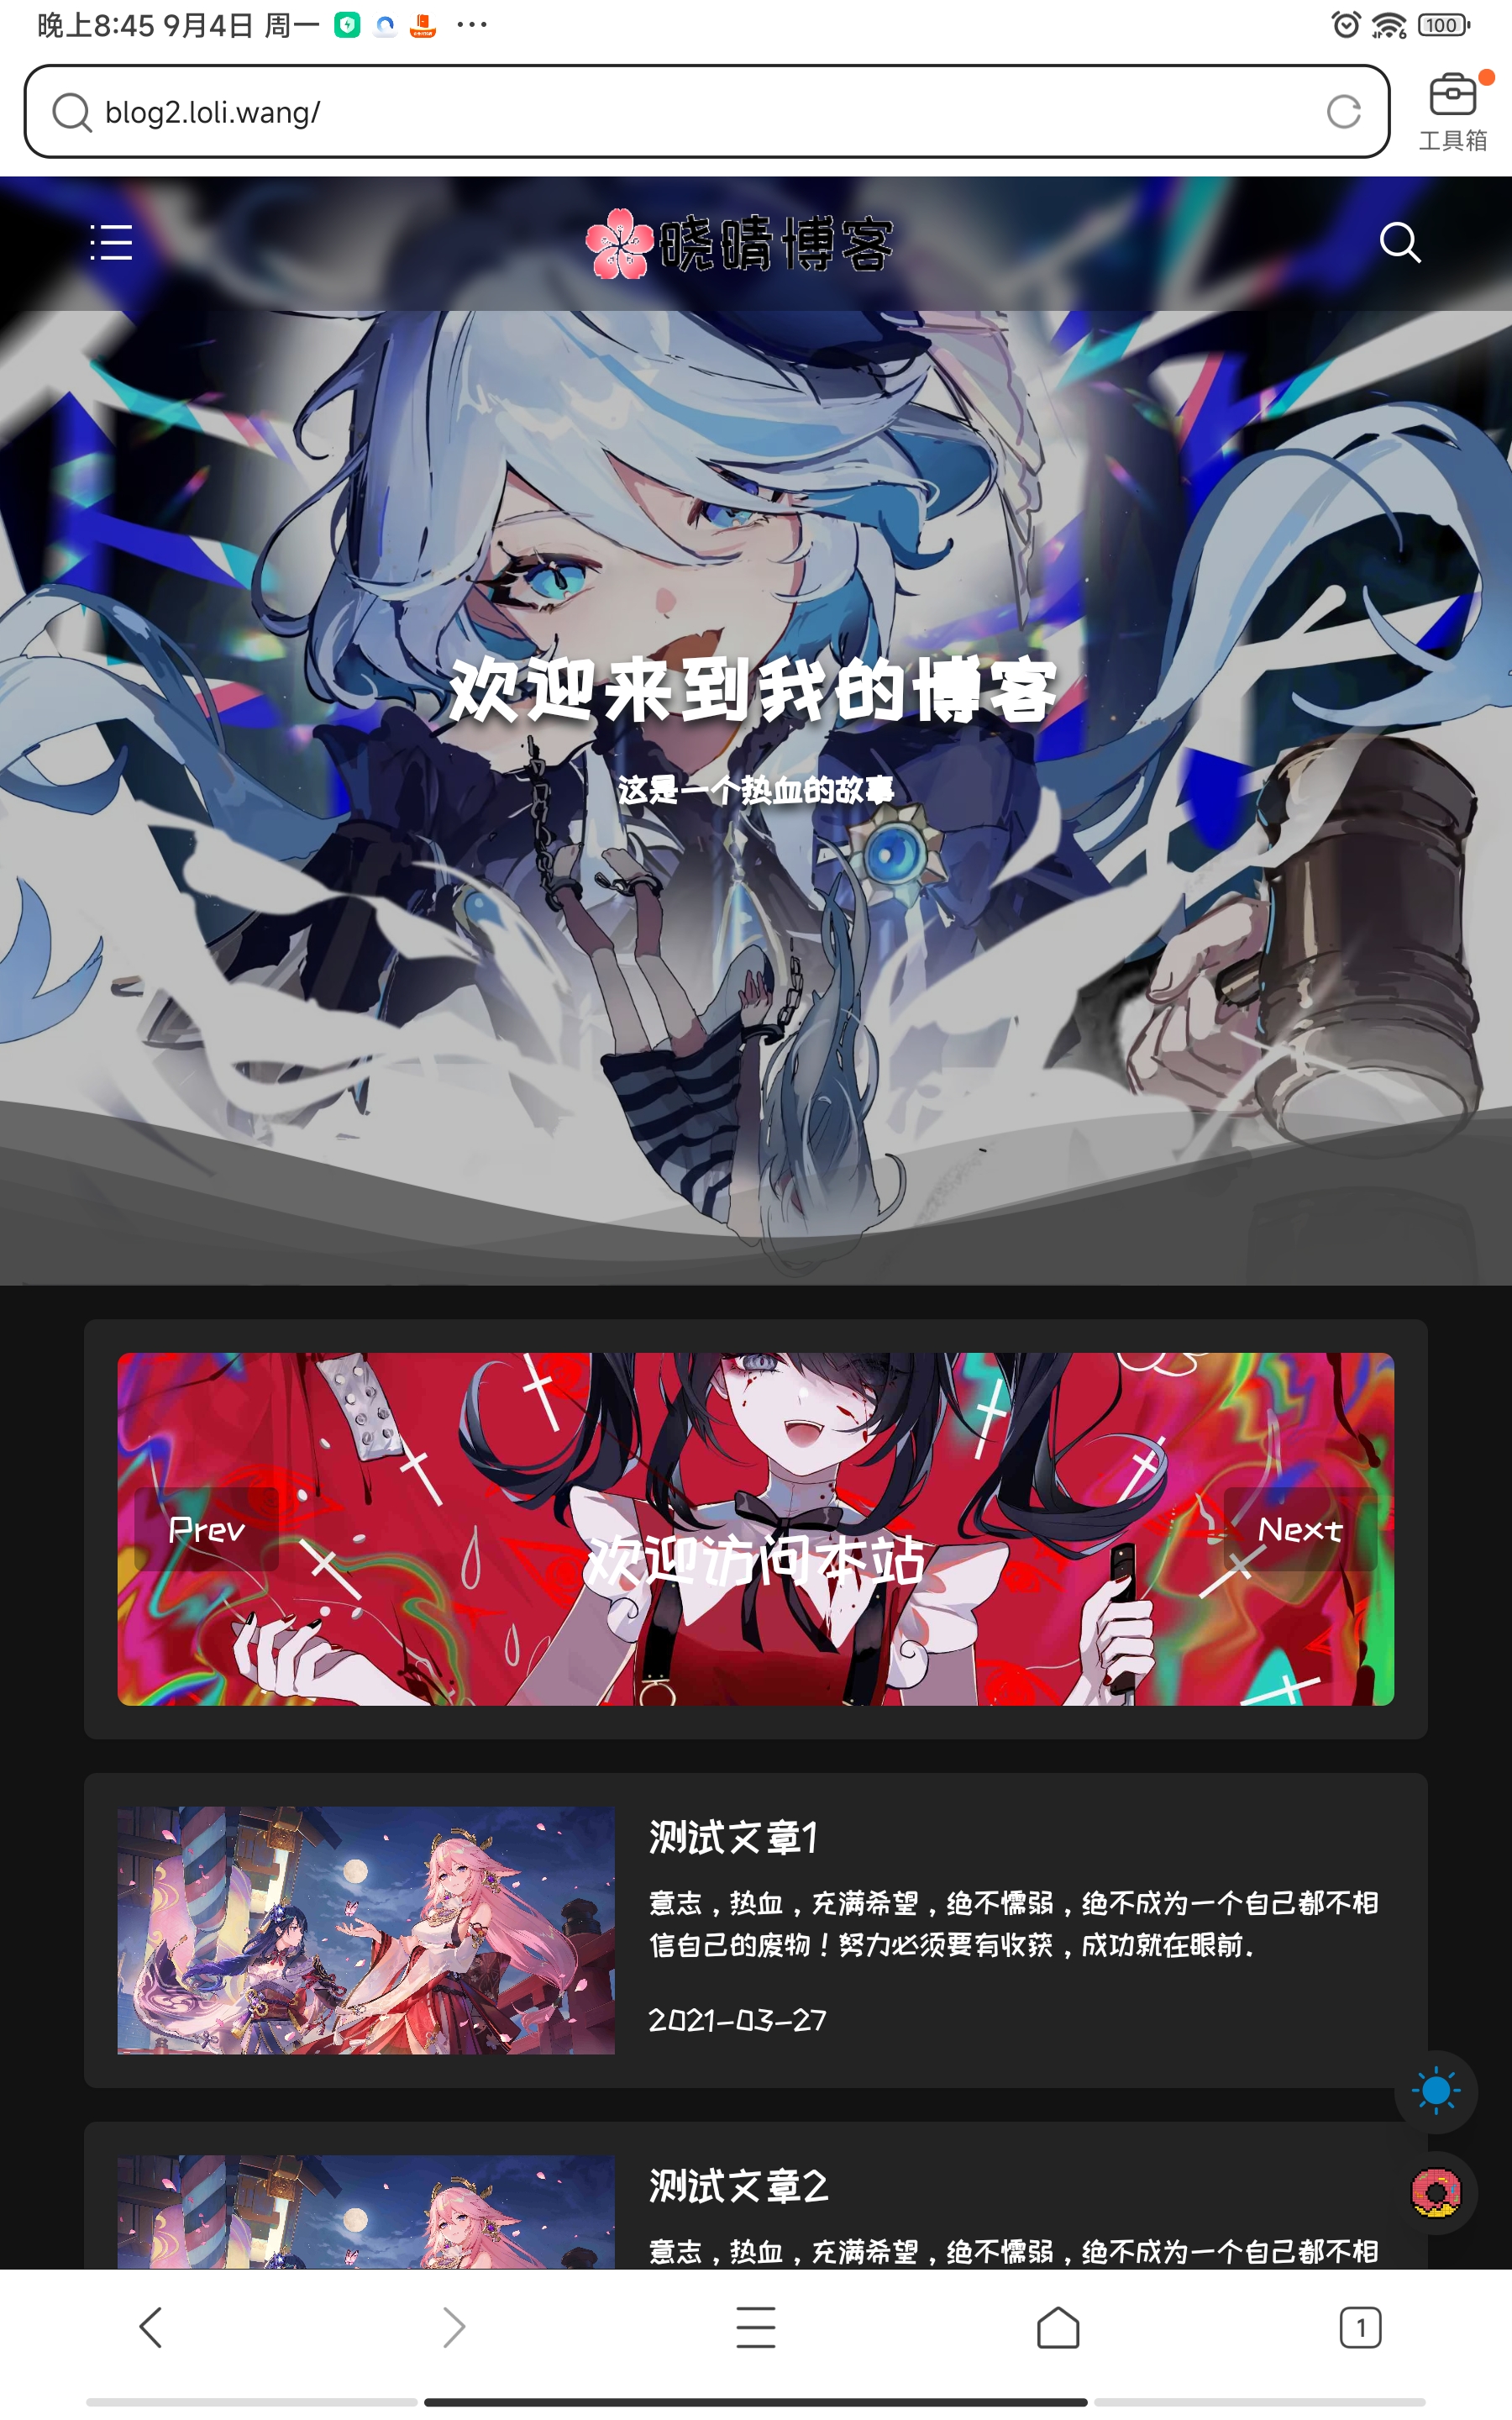 晚上8:45 9月4日 周一
100
blog2.loli.wang/
工具箱
晓晴博客
欢迎来到我的博客
这是一个热血的故事
Prev
欢迎访问本站
Next
测试文章1
意志，热血，充满希望，绝不懦弱，绝不成为一个自己都不相
信自己的废物！努力必须要有收获，成功就在眼前.
2021-03-27
测试文章2
意志，热血，充满希望，绝不懦弱，绝不成为一个自己都不相
1